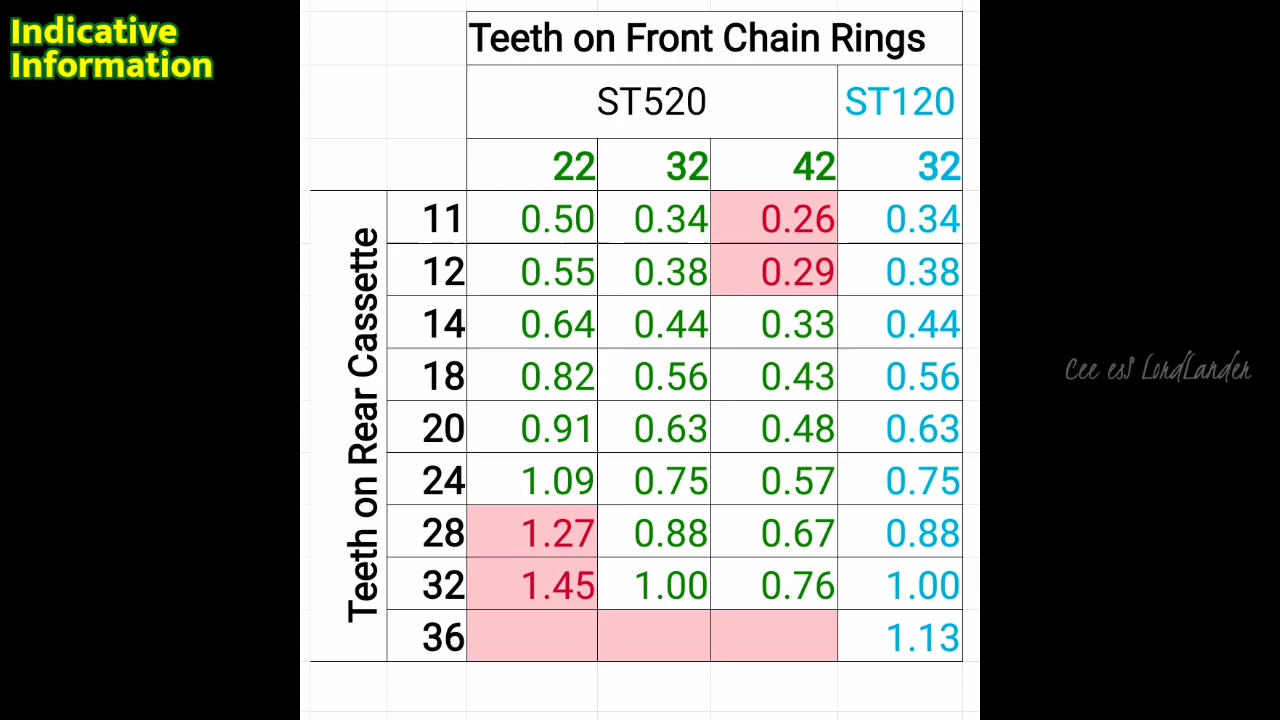 Indicative
Information
Teeth on Front Chain Rings
ST520 ST120
22 32 42 32
Teeth on Rear Cassette
11 0.50 0.34 0.26 0.34
12 0.55 0.38 0.29 0.38
14 0.64 0.44 0.33 0.44
18 0.82 0.56 0.43 0.56
20 0.91 0.63 0.48 0.63
24 1.09 0.75 0.57 0.75
28 1.27 0.88 0.67 0.88
32 1.45 1.00 0.76 1.00
36 1.13
Cee esS LordLander